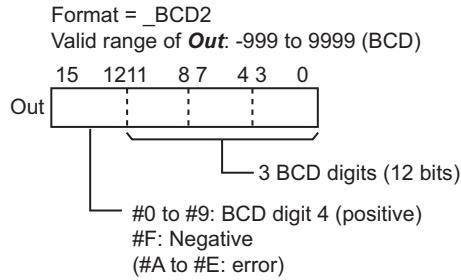 Format = _BCD2
Valid range of Out: -999 to 9999 (BCD)
15 1211 8 7 4 3 0
Out
3 BCD digits (12 bits)
#0 to #9: BCD digit 4 (positive)
#F: Negative
(#A to #E: error)